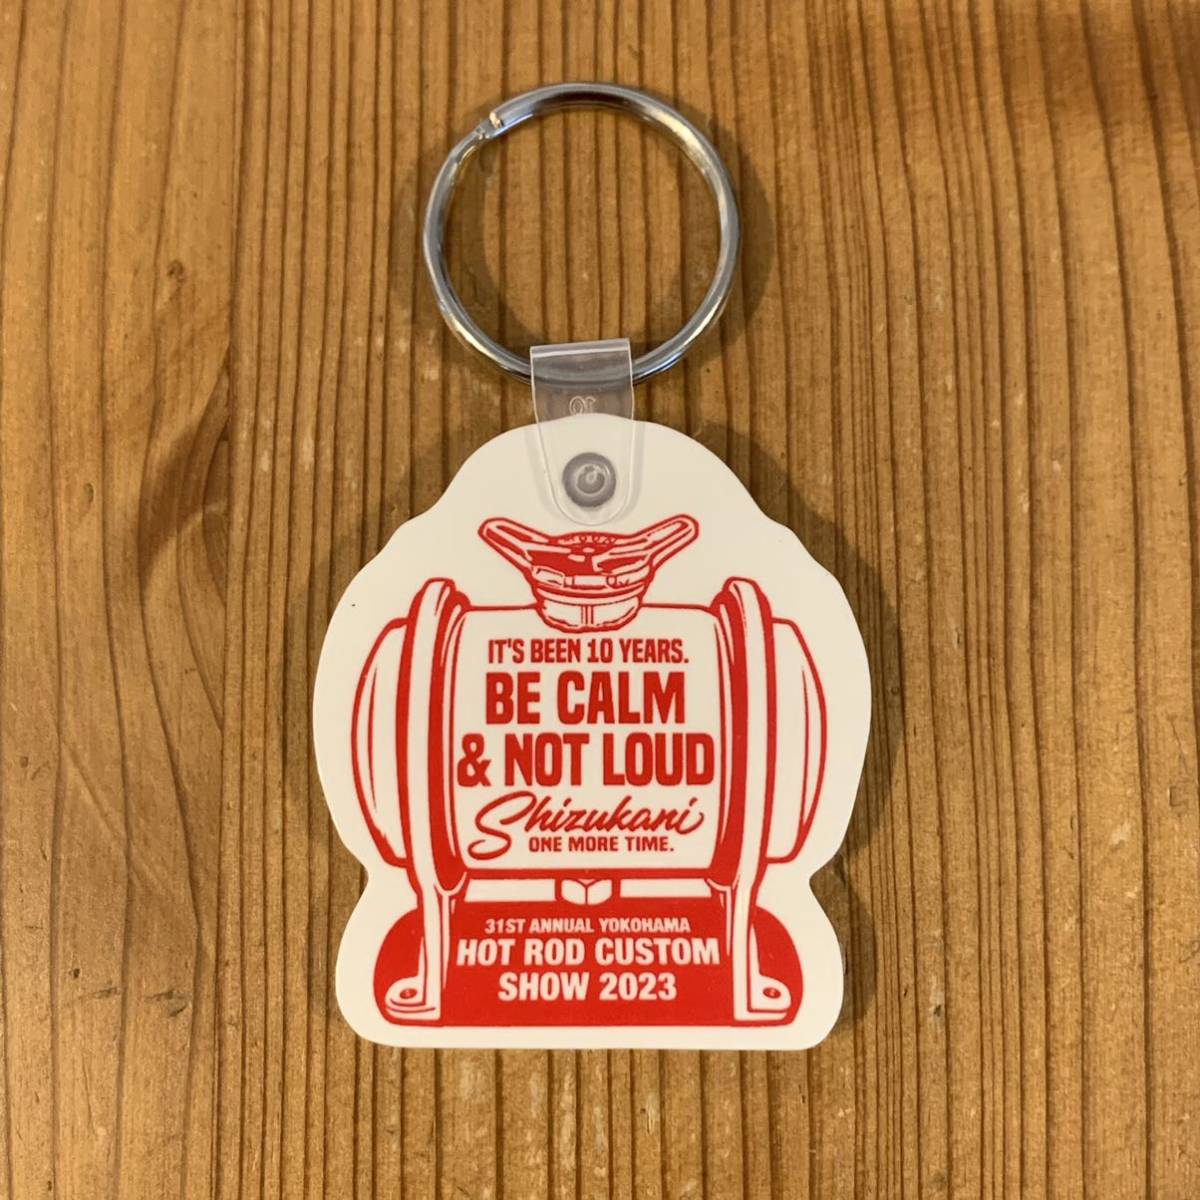 MOON
IT'S BEEN 10 YEARS.
BE CALM
& NOT LOUD
Shizukani
ONE MORE TIME.
31ST ANNUAL YOKOHAMA
HOT ROD CUSTOM
SHOW 2023